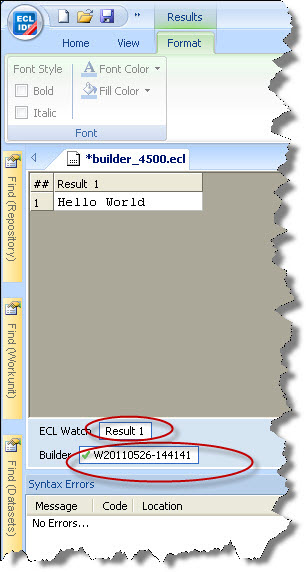 ECL
IDE
Results
Home View Format
Font Style Font Color
Bold Fill Color
Italic
Font
Find (Repository)
*builder_4500.ecl
## Result 1
1 Hello World
Find (Workunit)
ECL Watch Result 1
Builder W20110526-144141
Find (Datasets)
Syntax Errors
Message Code Location
No Errors...